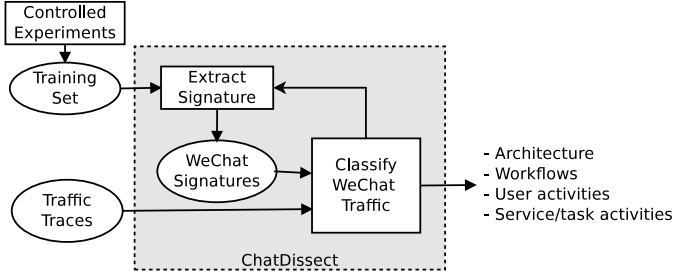 Controlled
Experiments
Training
Set
Extract
Signature
WeChat
Signatures
Classify
WeChat
Traffic
Traffic
Traces
- Architecture
- Workflows
- User activities
- Service/task activities
ChatDissect